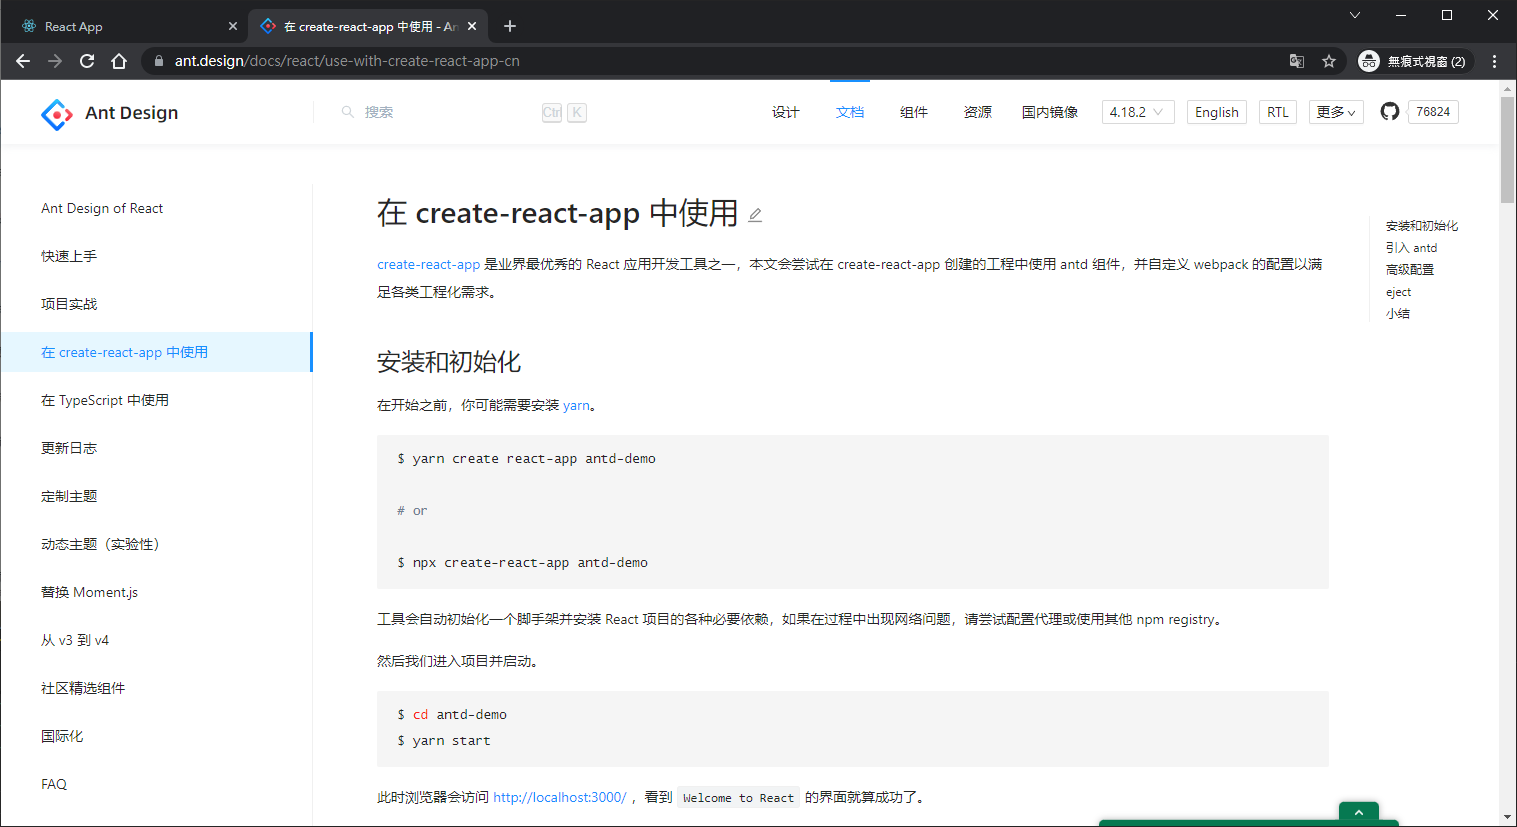 React App
在 create-react-app 中使用 - An
ant.design/docs/react/use-with-create-react-app-cn
無痕式視窗 (2)
Ant Design
搜索
Ctrl K
设计 文档 组件 资源 国内镜像 4.18.2 English RTL 更多 76824
Ant Design of React
快速上手
项目实战
在 create-react-app 中使用
在 TypeScript 中使用
更新日志
定制主题
动态主题（实验性）
替换 Moment.js
从 v3 到 v4
社区精选组件
国际化
FAQ
在 create-react-app 中使用
create-react-app 是业界最优秀的 React 应用开发工具之一，本文会尝试在 create-react-app 创建的工程中使用 antd 组件，并自定义 webpack 的配置以满
足各类工程化需求。
安装和初始化
在开始之前，你可能需要安装 yarn。
$ yarn create react-app antd-demo
# or
$ npx create-react-app antd-demo
工具会自动初始化一个脚手架并安装 React 项目的各种必要依赖，如果在过程中出现网络问题，请尝试配置代理或使用其他 npm registry。
然后我们进入项目并启动。
$ cd antd-demo
$ yarn start
此时浏览器会访问 http://localhost:3000/ ，看到 Welcome to React 的界面就算成功了。
安装和初始化
引入 antd
高级配置
eject
小结